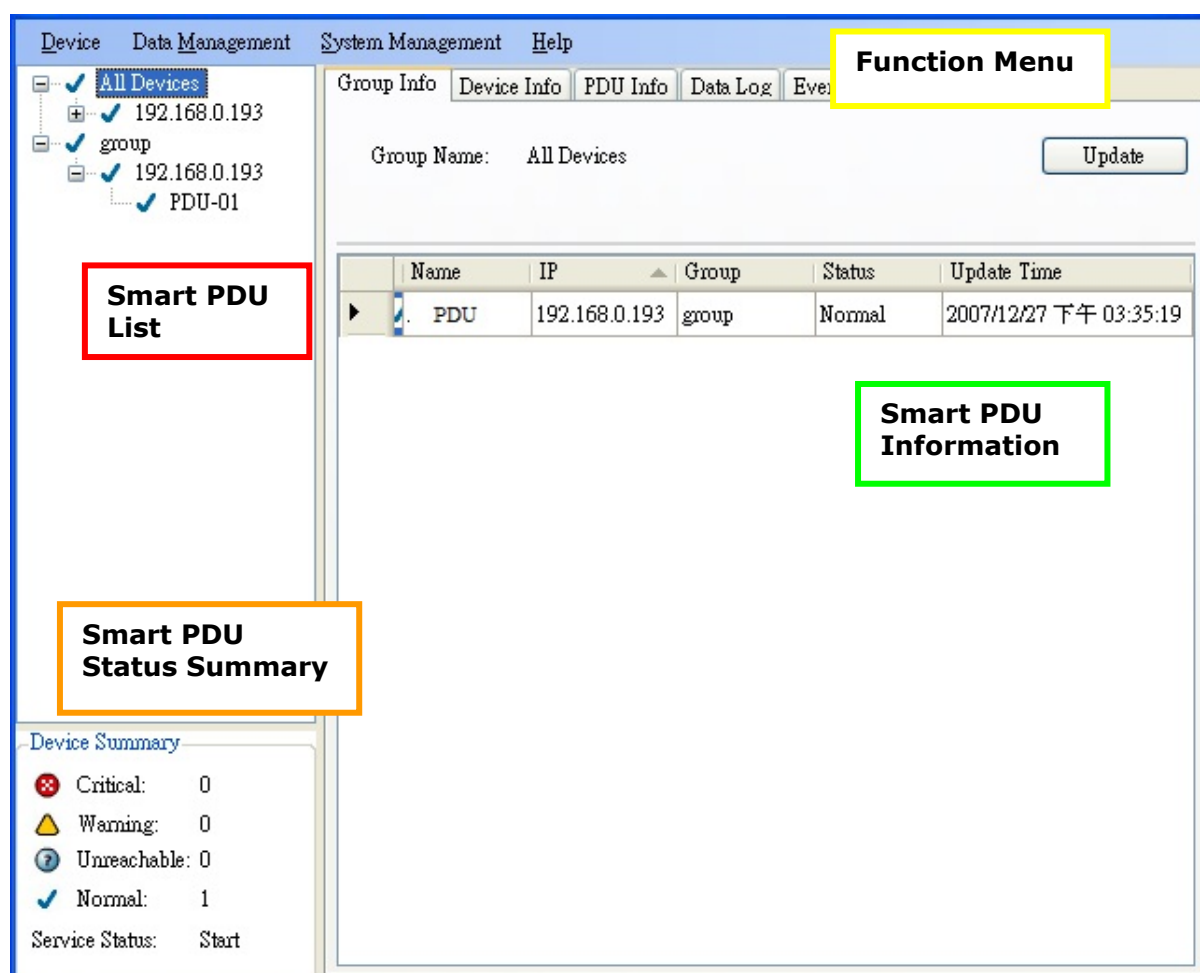 Device Data Management System Management Help
Function Menu
All Devices
192.168.0.193
group
192.168.0.193
PDU-01
Group Info Device Info PDU Info Data Log
Group Name: All Devices Update
Smart PDU
List
Name IP Group Status Update Time
PDU 192.168.0.193 group Normal 2007/12/27 下午 03:35:19
Smart PDU
Information
Smart PDU
Status Summary
Device Summary
Critical: 0
Warning: 0
Unreachable: 0
Normal: 1
Service Status: Start